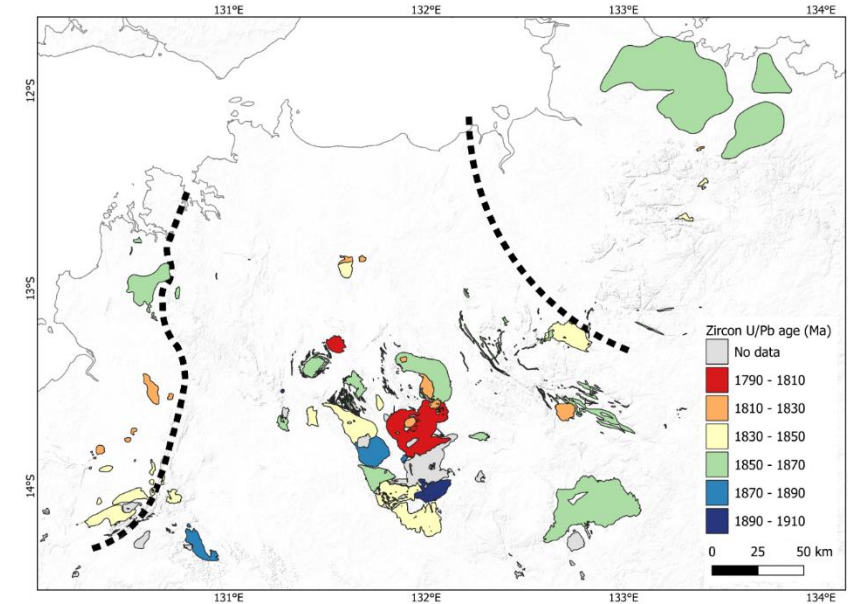 131°E 132°E 133°E 134°E
12°S
13°S
14°S
Zircon U/Pb age (Ma)
No data
1790 - 1810
1810 - 1830
1830 - 1850
1850 - 1870
1870 - 1890
1890 - 1910
0 25 50 km
131°E 132°E 133°E 134°E